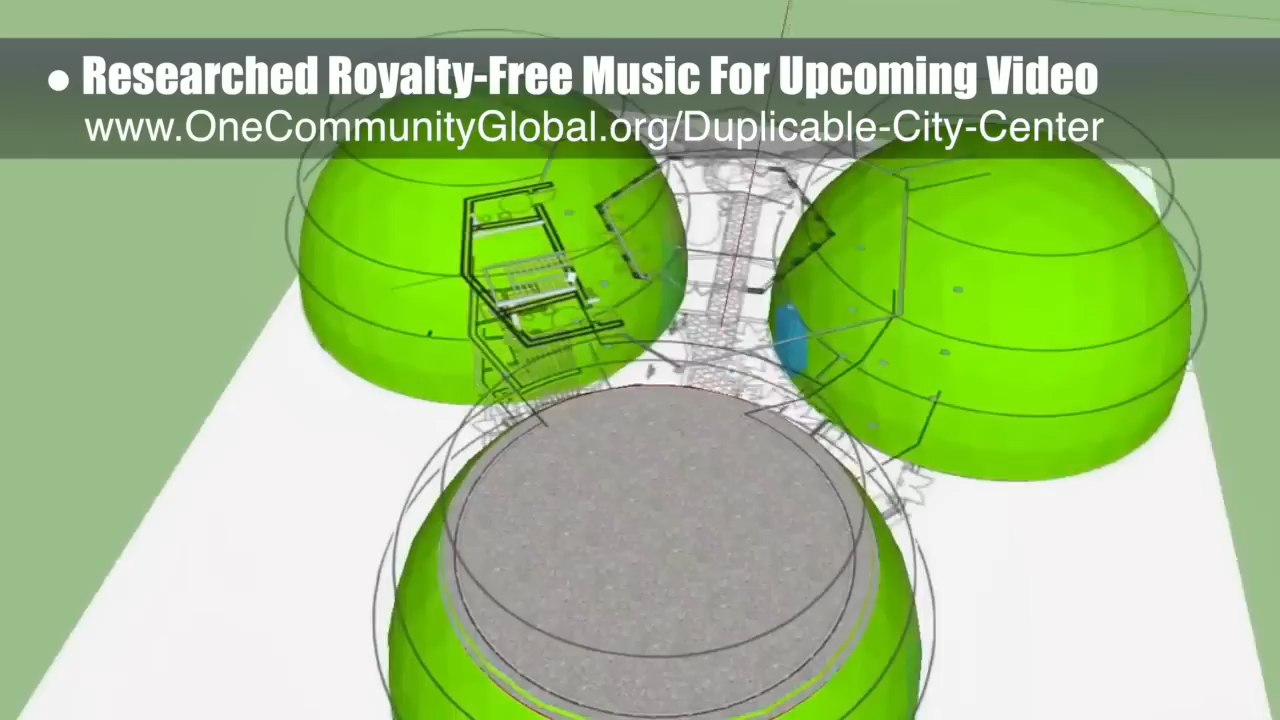 • Researched Royalty-Free Music For Upcoming Video
www.OneCommunityGlobal.org/Duplicable-City-Center